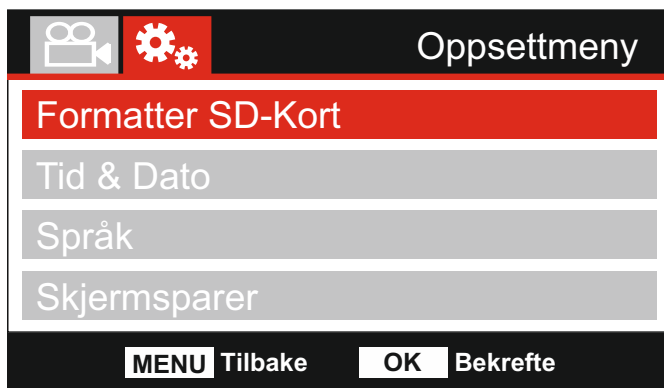 Oppsettmeny
Formatter SD-Kort
Tid & Dato
Språk
Skjermsparer
MENU Tilbake OK Bekrefte